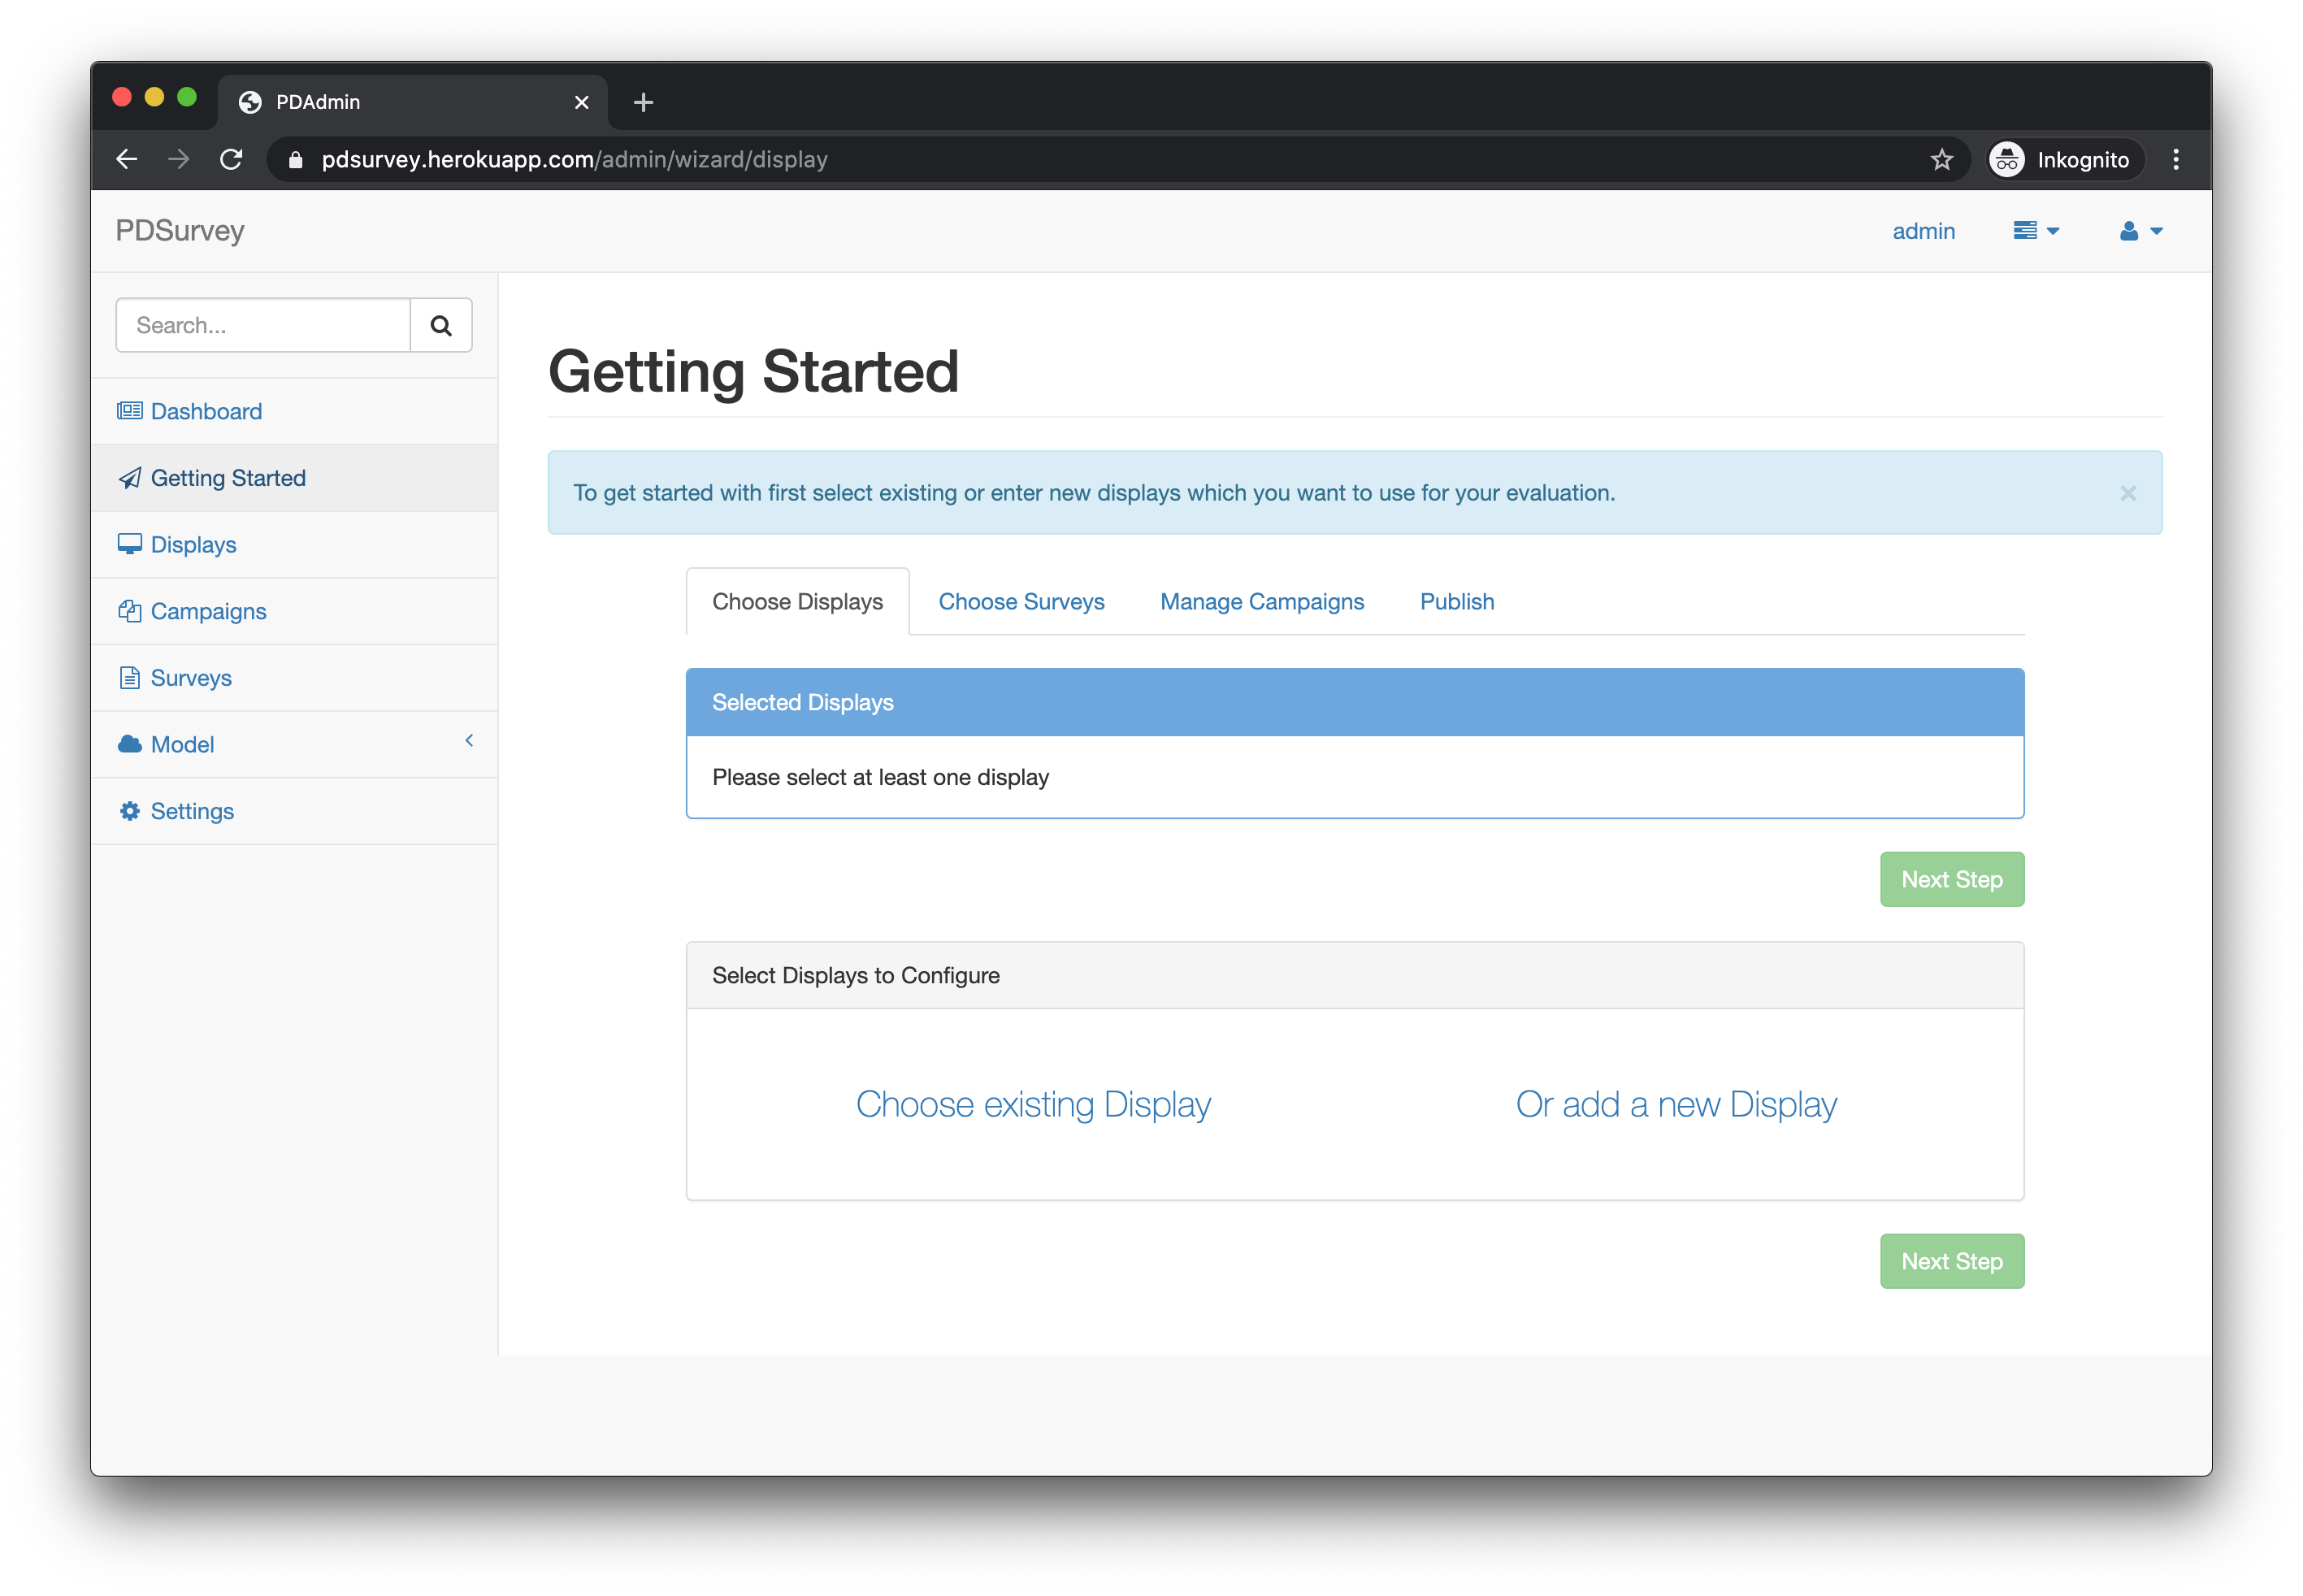 PDAdmin
pdsurvey.herokuapp.com/admin/wizard/display
Inkognito
PDSurvey
admin
Search...
Dashboard
Getting Started
Displays
Campaigns
Surveys
Model
Settings
Getting Started
To get started with first select existing or enter new displays which you want to use for your evaluation.
Choose Displays Choose Surveys Manage Campaigns Publish
Selected Displays
Please select at least one display
Next Step
Select Displays to Configure
Choose existing Display Or add a new Display
Next Step